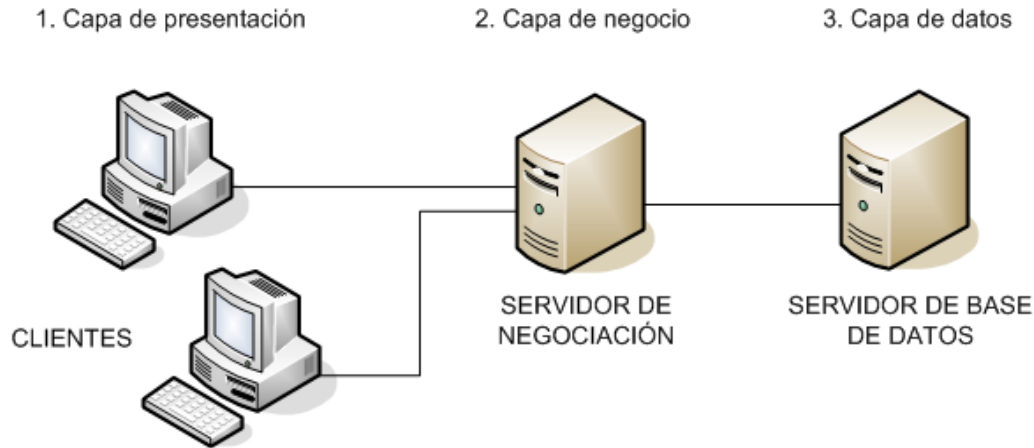 1. Capa de presentación
2. Capa de negocio
3. Capa de datos
CLIENTES
SERVIDOR DE
NEGOCIACIÓN
SERVIDOR DE BASE
DE DATOS